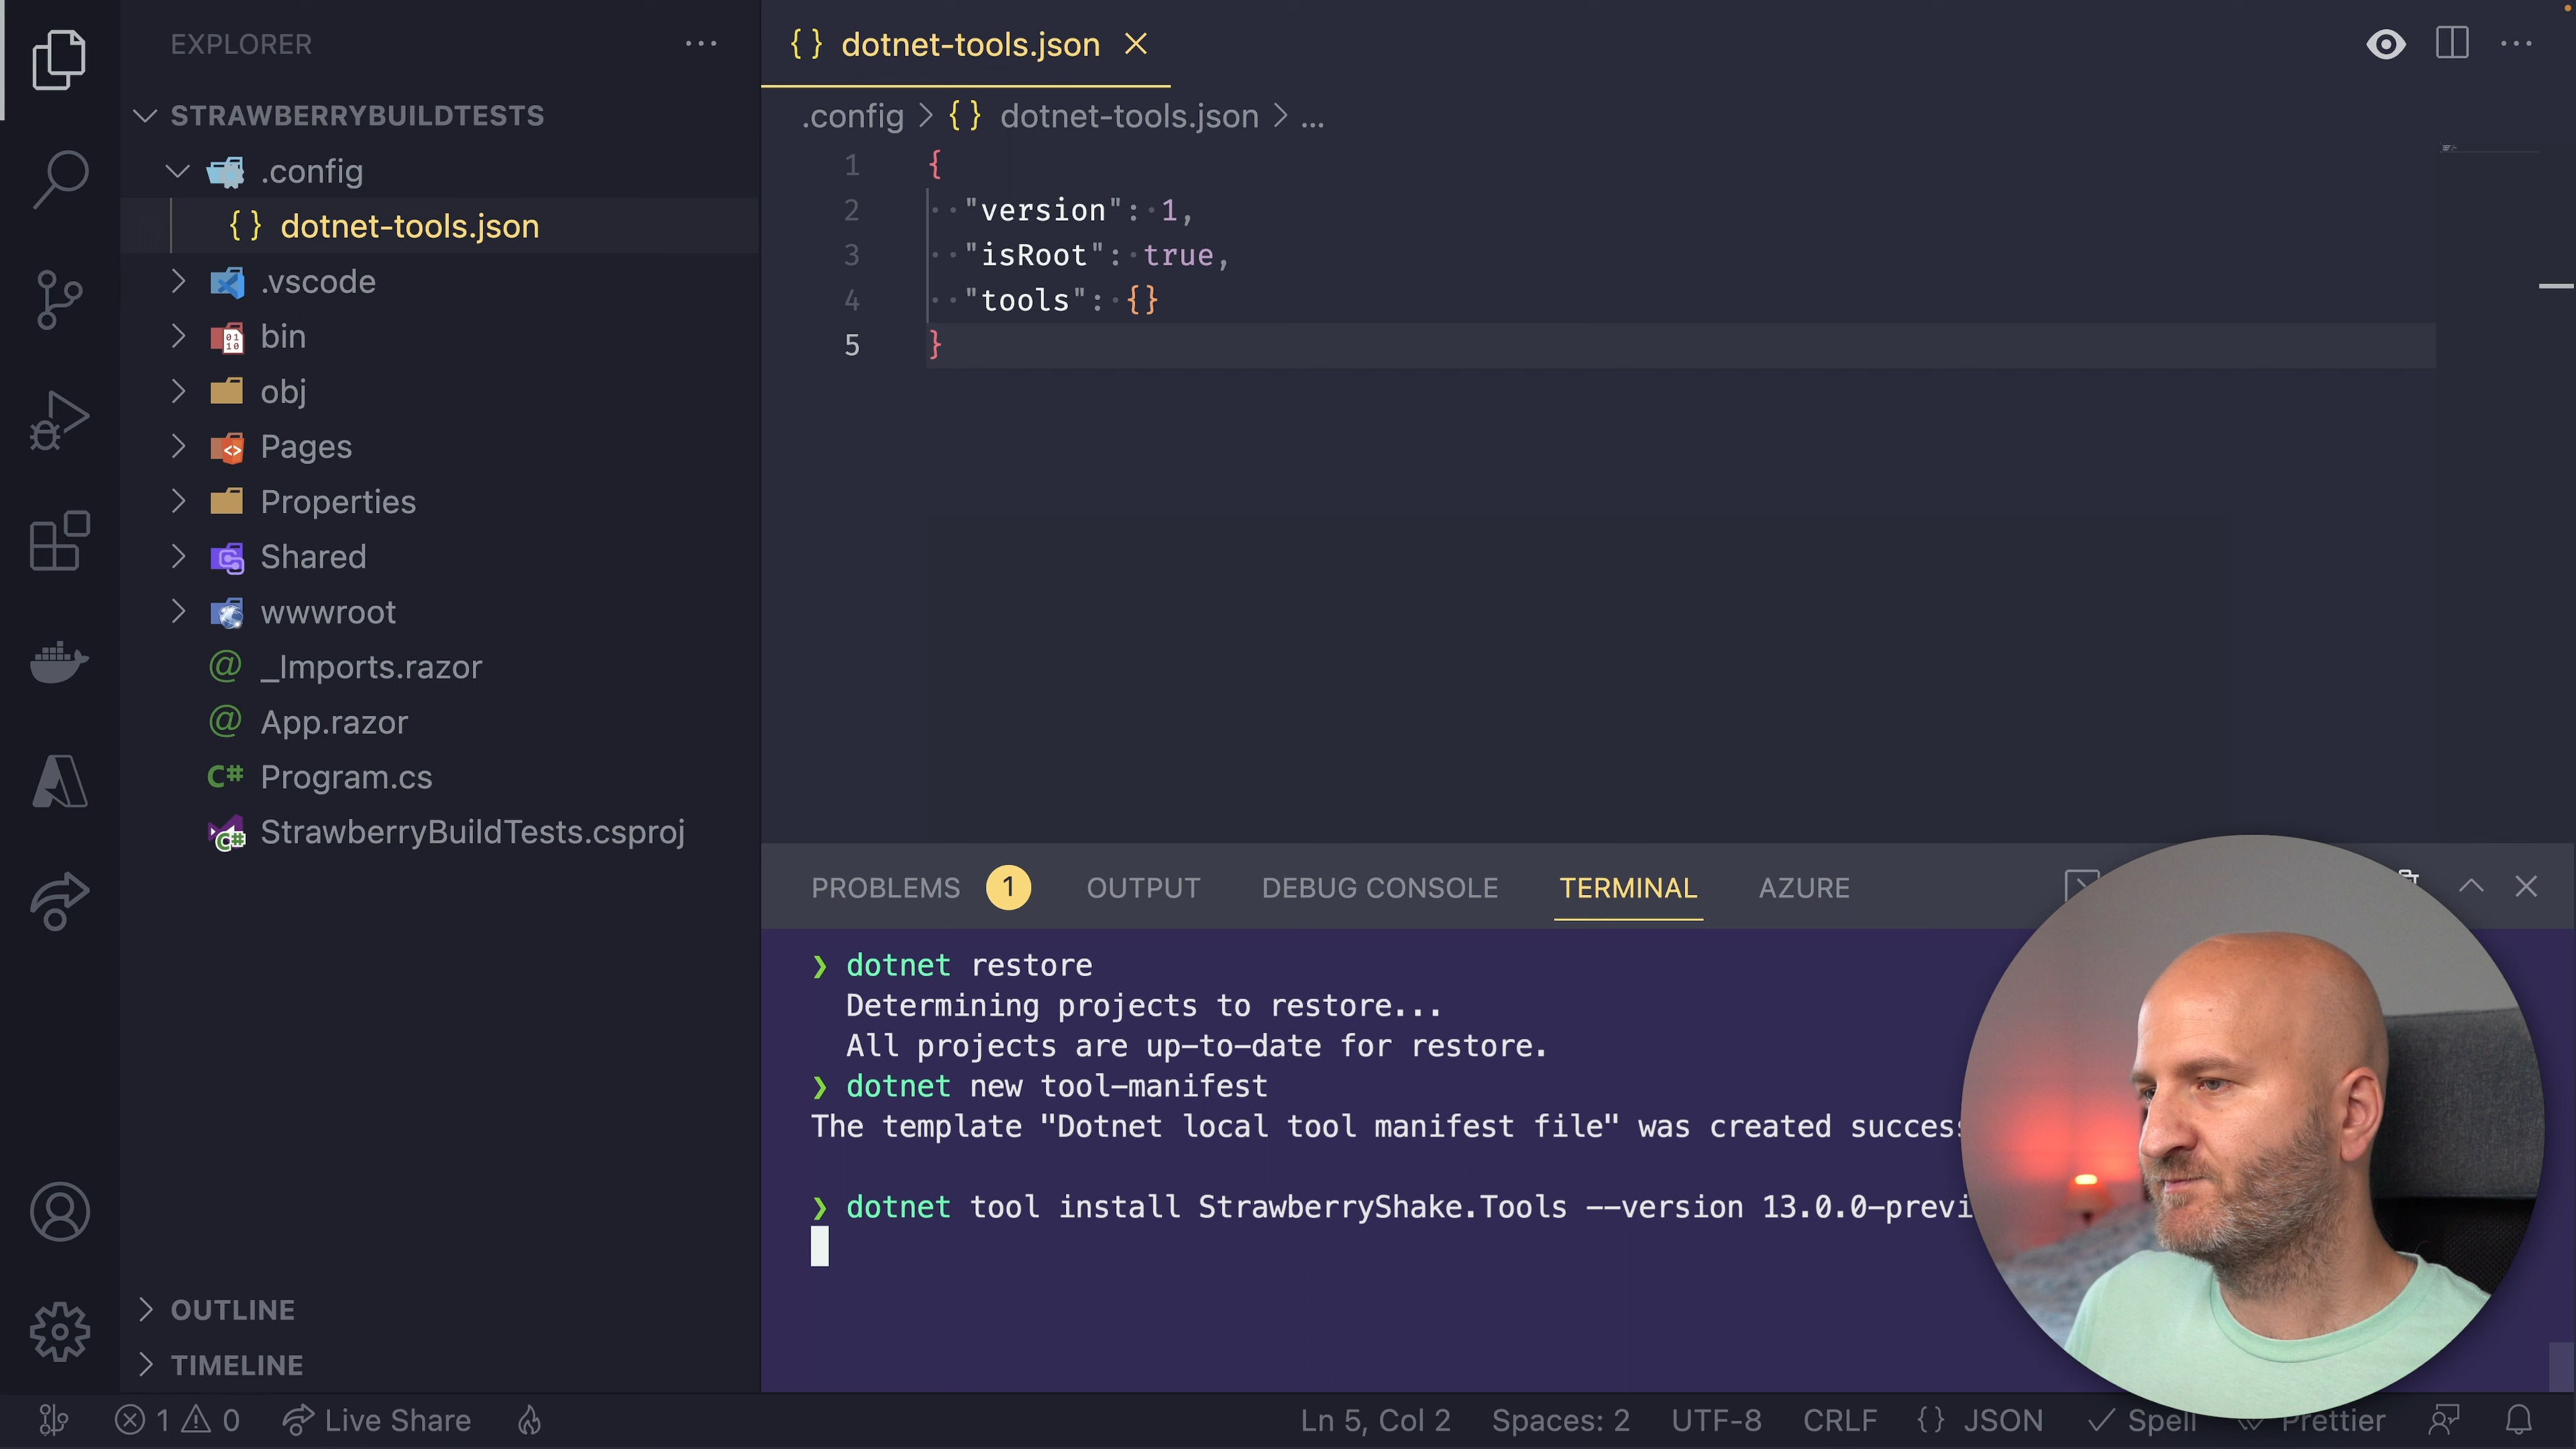 EXPLORER
STRAWBERRYBUILDTESTS
.config
{ } dotnet-tools.json
.vscode
bin
obj
Pages
Properties
Shared
wwwroot
@ _Imports.razor
@ App.razor
C# Program.cs
StrawberryBuildTests.csproj
OUTLINE
TIMELINE
{ } dotnet-tools.json
.config > { } dotnet-tools.json > ...
1 {
2 "version": 1,
3 "isRoot": true,
4 "tools": {}
5 }
PROBLEMS 1 OUTPUT DEBUG CONSOLE TERMINAL AZURE
❯ dotnet restore
Determining projects to restore...
All projects are up-to-date for restore.
❯ dotnet new tool-manifest
The template "Dotnet local tool manifest file" was created succes
❯ dotnet tool install StrawberryShake.Tools --version 13.0.0-previ
1 0 Live Share Ln 5, Col 2 Spaces: 2 UTF-8 CRLF {} JSON Spell Prettier